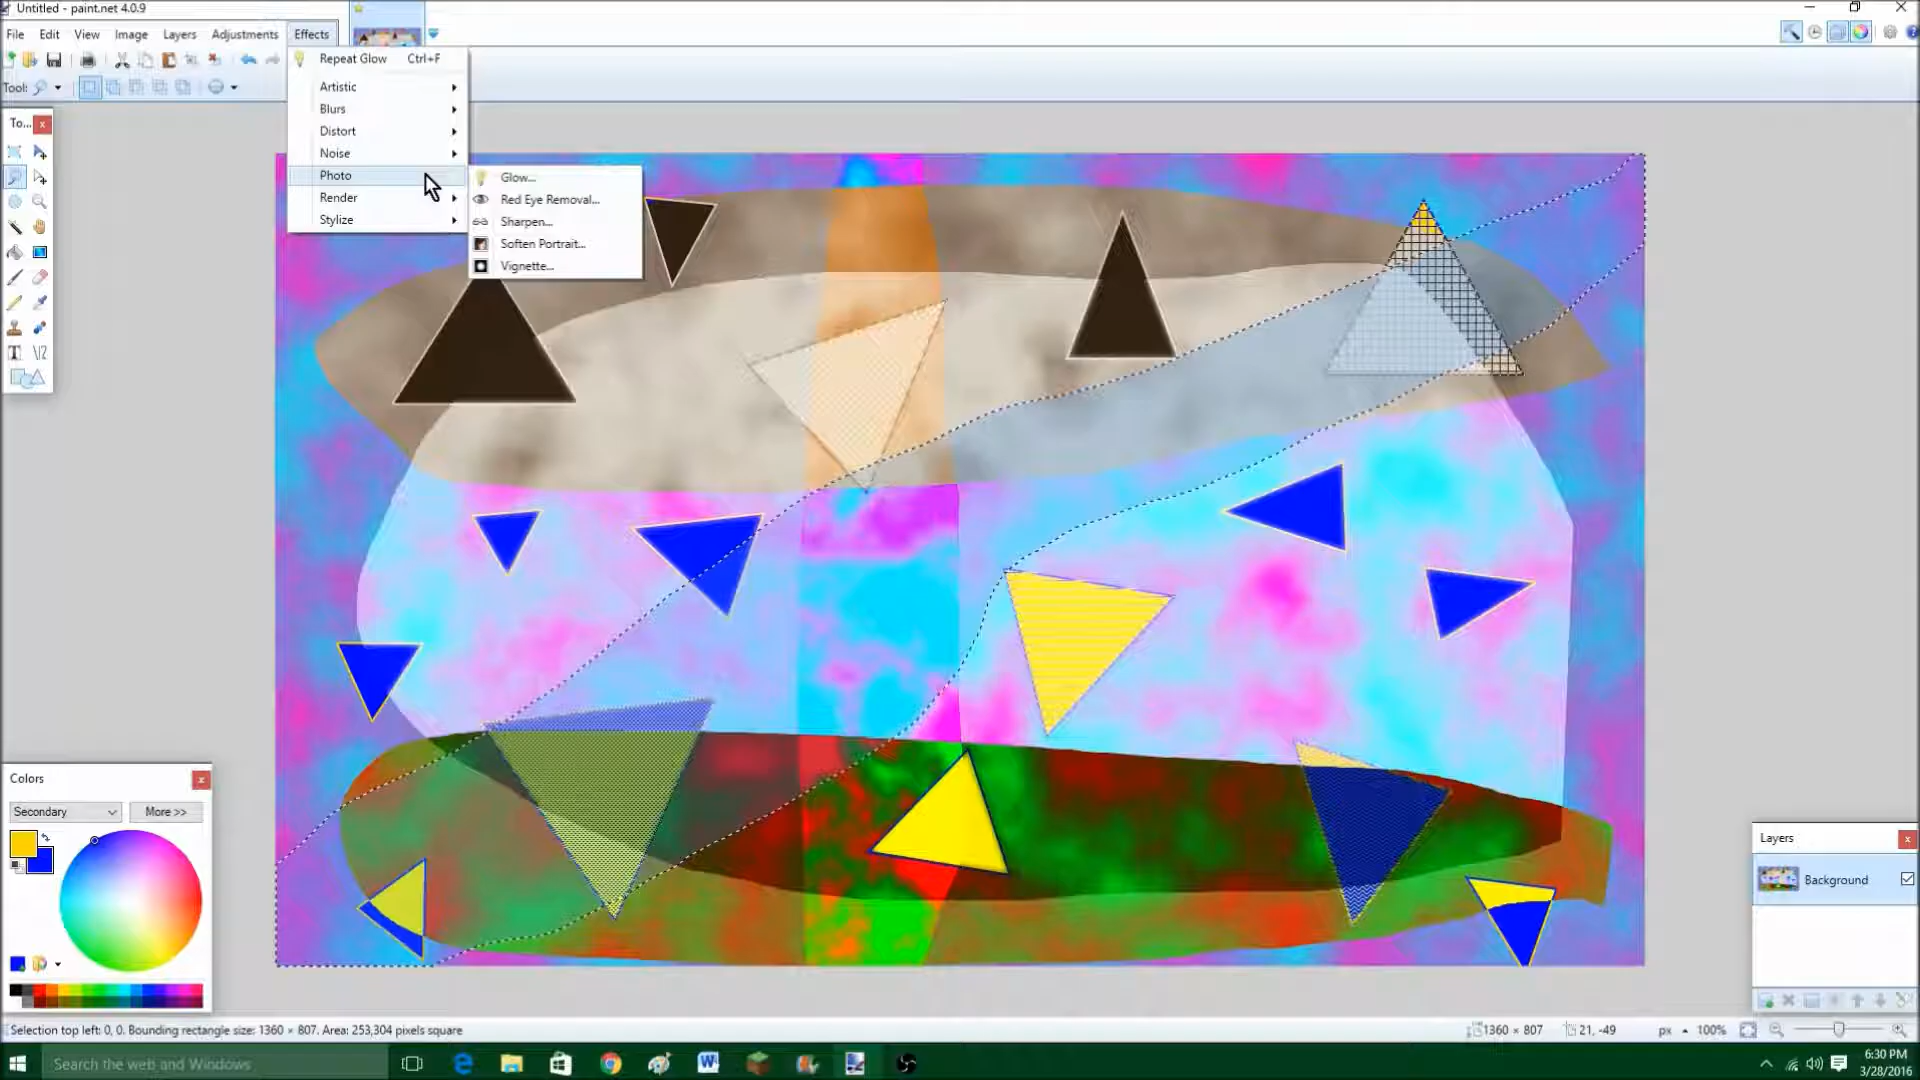 Untitled - paint.net 4.0.9
File Edit View Image Layers Adjustments Effects
Repeat Glow Ctrl+F
Tool:
Artistic
Blurs
Distort
Noise
Photo
Render
Stylize
Glow...
Red Eye Removal...
Sharpen...
Soften Portrait...
Vignette...
To...
Colors
Secondary
More >>
Layers
Background
Selection top left: 0, 0. Bounding rectangle size: 1360 × 807. Area: 253,304 pixels square
1360 × 807
21, -49
px
100%
Search the web and Windows
6:30 PM
3/28/2016